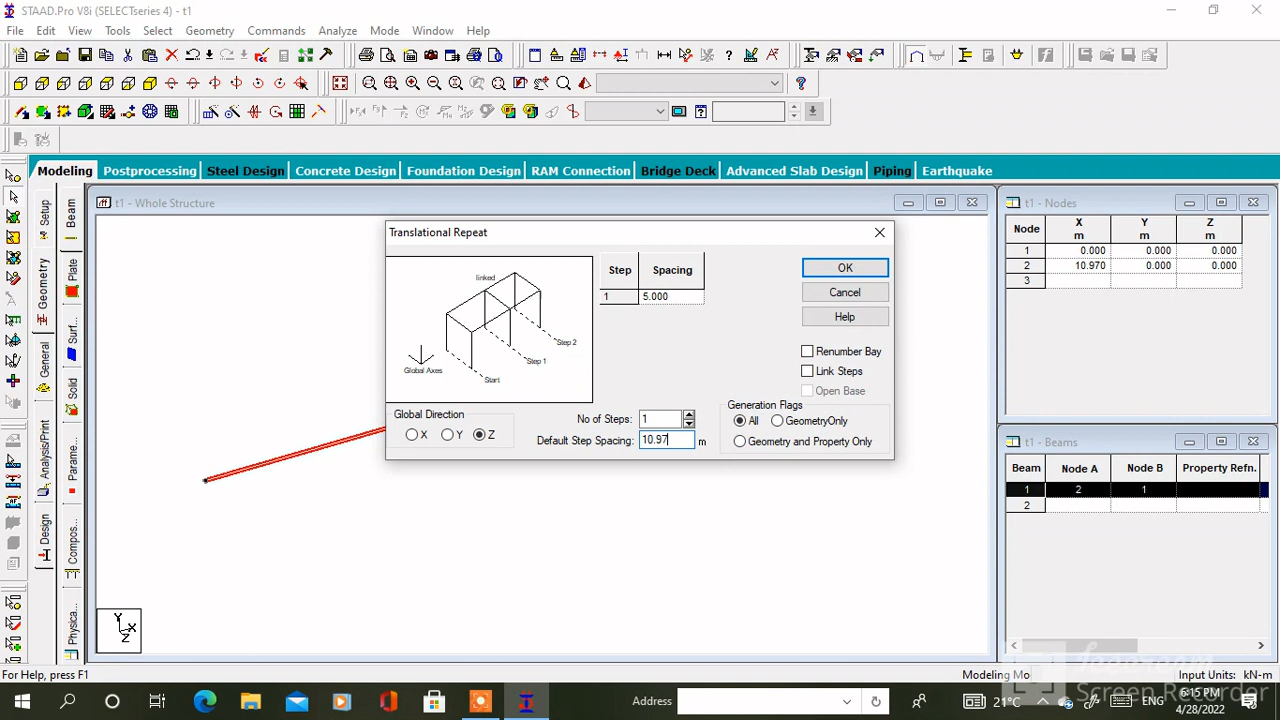 STAAD.Pro V8i (SELECTseries 4) - t1
File Edit View Tools Select Geometry Commands Analyze Mode Window Help
Modeling Postprocessing Steel Design Concrete Design Foundation Design RAM Connection Bridge Deck Advanced Slab Design Piping Earthquake
Setup
Geometry
General
Analysis/Print
Design
Beam
Plate
Surf...
Solid
Parame...
Compos...
Physica...
t1 - Whole Structure
Translational Repeat
linked
Step 2
Step 1
Start
Global Axes
Step Spacing
1 5.000
OK
Cancel
Help
Renumber Bay
Link Steps
Open Base
Global Direction
X Y Z
No of Steps: 1
Default Step Spacing: 10.97 m
Generation Flags
All GeometryOnly
Geometry and Property Only
Y
X
Z
t1 - Nodes
Node X m Y m Z m
1 0.000 0.000 0.000
2 10.970 0.000 0.000
3
t1 - Beams
Beam Node A Node B Property Refn.
1 2 1
2
For Help, press F1
Modeling Mo
Input Units: kN-m
Screen Recorder
Address
21°C
ENG
6:15 PM
4/28/2022